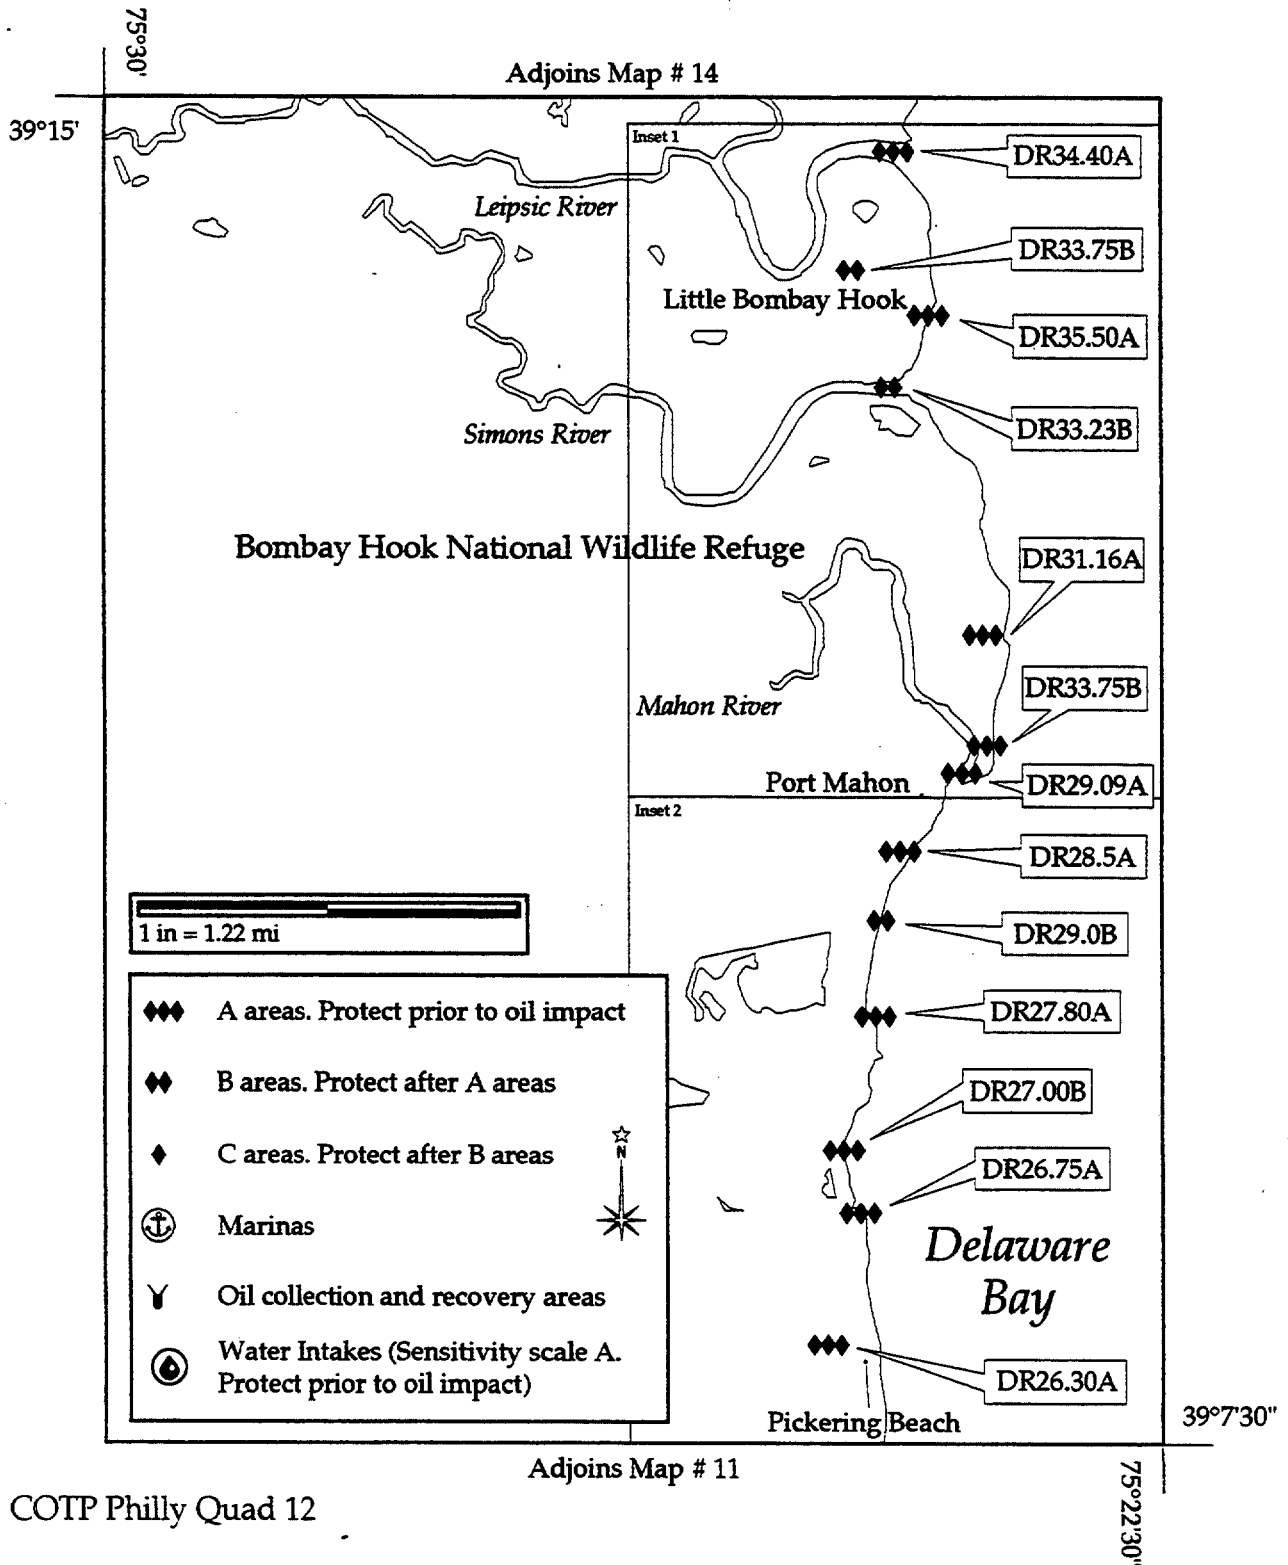 75°30'
Adjoins Map # 14
39°15'
Inset 1
DR34.40A
Leipsic River
DR33.75B
Little Bombay Hook
DR35.50A
DR33.23B
Simons River
Bombay Hook National Wildlife Refuge
DR31.16A
DR33.75B
Mahon River
Port Mahon
DR29.09A
Inset 2
DR28.5A
DR29.0B
1 in = 1.22 mi
A areas. Protect prior to oil impact
DR27.80A
B areas. Protect after A areas
DR27.00B
C areas. Protect after B areas
N
DR26.75A
Marinas
Delaware
Bay
Oil collection and recovery areas
Water Intakes (Sensitivity scale A.
Protect prior to oil impact)
DR26.30A
Pickering Beach
39°7'30"
Adjoins Map # 11
75°22'30"
COTP Philly Quad 12